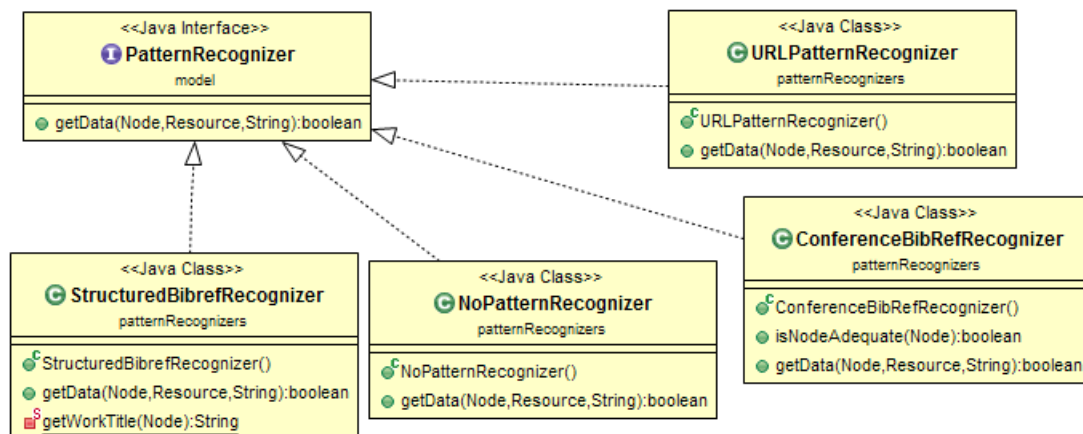 <<Java Interface>>
PatternRecognizer
model
getData(Node,Resource,String):boolean
<<Java Class>>
URLPatternRecognizer
patternRecognizers
URLPatternRecognizer()
getData(Node,Resource,String):boolean
<<Java Class>>
ConferenceBibRefRecognizer
patternRecognizers
ConferenceBibRefRecognizer()
isNodeAdequate(Node):boolean
getData(Node,Resource,String):boolean
<<Java Class>>
StructuredBibrefRecognizer
patternRecognizers
StructuredBibrefRecognizer()
getData(Node,Resource,String):boolean
getWorkTitle(Node):String
<<Java Class>>
NoPatternRecognizer
patternRecognizers
NoPatternRecognizer()
getData(Node,Resource,String):boolean